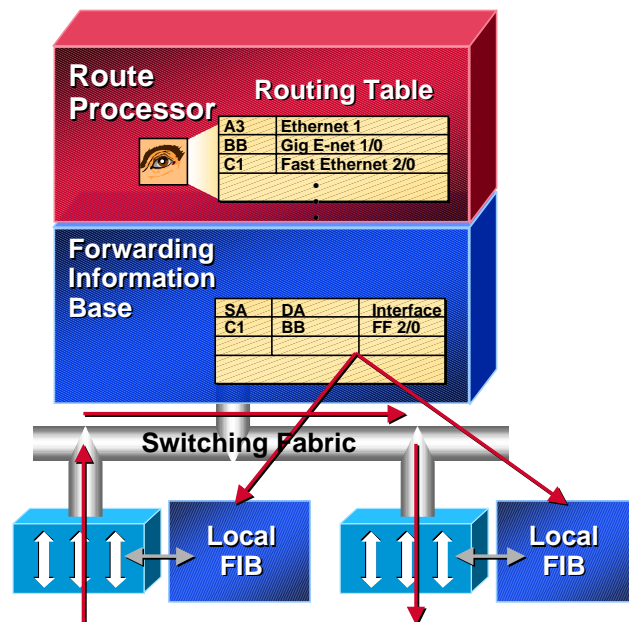 Route
Processor
Routing Table
A3 Ethernet 1
BB Gig E-net 1/0
C1 Fast Ethernet 2/0
Forwarding
Information
Base
SA DA Interface
C1 BB FF 2/0
Switching Fabric
Local
FIB
Local
FIB